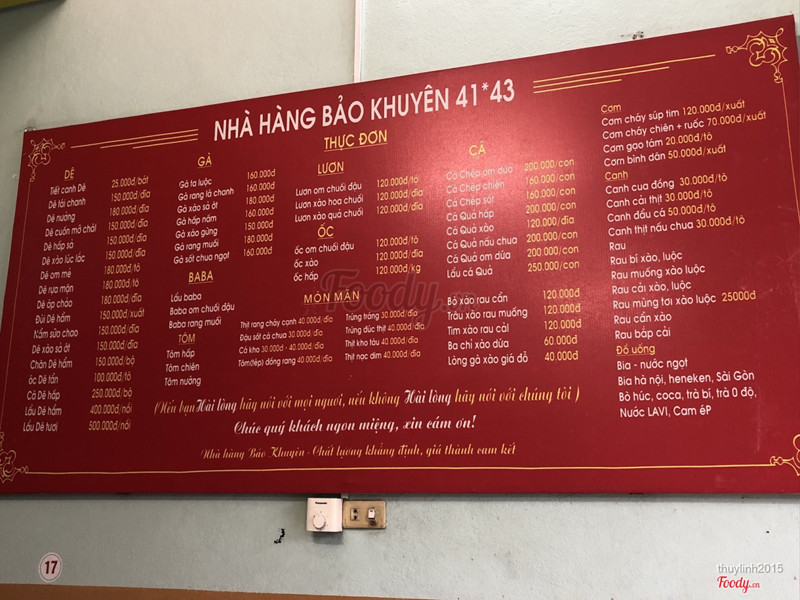 NHÀ HÀNG BẢO KHUYÊN 41*43
THỰC ĐƠN
DÊ
Tiết canh Dê 25.000đ/bát
Dê tái chanh 150.000đ/đĩa
Dê nướng 180.000đ/đĩa
Dê cuốn mỡ chài 150.000đ/đĩa
Dê hấp sả 150.000đ/đĩa
Dê xào lúc lắc 150.000đ/đĩa
Dê om mẻ 180.000đ/tô
Dê rựa mận 180.000đ/tô
Dê áp chảo 180.000đ/đĩa
Đùi Dê hầm 150.000đ/xuất
Nầm sữa chao 150.000đ/đĩa
Dê xào sả ớt 150.000đ/đĩa
Chân Dê hầm 150.000đ/bộ
óc Dê tần 100.000đ/tô
Cà Dê hấp 250.000đ/bộ
Lẩu Dê hầm 400.000đ/nồi
Lẩu Dê tươi 500.000đ/nồi
GÀ
Gà ta luộc 160.000đ
Gà rang lá chanh 160.000đ
Gà xào sả ớt 160.000đ
Gà hấp nấm 180.000đ
Gà xào gừng 160.000đ
Gà rang muối 180.000đ
Gà sốt chua ngọt 160.000đ
BABA
Lẩu baba
Baba om chuối đậu
Baba rang muối
TÔM
Tôm hấp
Tôm chiên
Tôm nướng
LƯƠN
Lươn om chuối đậu 120.000đ/tô
Lươn xào hoa chuối 120.000đ/đĩa
Lươn xào quả chuối 120.000đ/đĩa
ỐC
ốc om chuối đậu 120.000đ/tô
ốc xào 120.000đ/đĩa
ốc hấp 120.000đ/kg
MÓN MẶN
Thịt rang cháy cạnh 40.000đ/đĩa
Đậu sốt cà chua 30.000đ/đĩa
Cá kho 30.000đ - 40.000đ/đĩa
Tôm(tép) đồng rang 40.000đ/đĩa
Trứng tráng 30.000đ/đĩa
Trứng đúc thịt 40.000đ/đĩa
Thịt kho tàu 40.000đ/đĩa
Thịt nạc dim 40.000đ/đĩa
CÁ
Cá Chép om dưa 200.000/con
Cá Chép chiên 160.000/con
Cá Chép sốt 160.000/con
Cá Quả hấp 200.000/con
Cá Quả xào 120.000/đĩa
Cá Quả nấu chua 200.000/con
Cá Quả om dưa 200.000/con
Lẩu cá Quả 250.000/con
Bò xào rau cần 120.000đ
Trâu xào rau muống 120.000đ
Tim xào rau cải 120.000đ
Ba chỉ xào dứa 60.000đ
Lòng gà xào giá đỗ 40.000đ
Cơm
Cơm cháy súp tim 120.000đ/xuất
Cơm cháy chiên + ruốc 70.000đ/xuất
Cơm gạo tám 20.000đ/tô
Cơm bình dân 50.000đ/xuất
Canh
Canh cua đồng 30.000đ/tô
Canh cải thịt 30.000đ/tô
Canh đầu cá 50.000đ/tô
Canh thịt nấu chua 30.000đ/tô
Rau
Rau bí xào, luộc
Rau muống xào luộc
Rau cải xào, luộc
Rau mùng tơi xào luộc 25000đ
Rau cần xào
Rau bắp cải
Đồ uống
Bia - nước ngọt
Bia hà nội, heneken, Sài Gòn
Bò húc, coca, trà bí, trà 0 độ,
Nước LAVI, Cam éP
(Nếu bạn Hài lòng hãy nói với mọi người, nếu không Hài lòng hãy nói với chúng tôi)
Chúc quý khách ngon miệng, xin cám ơn!
Nhà hàng Bảo Khuyên - Chất lượng khẳng định, giá thành cam kết
Foody.vn
17
thuylinh2015
Foody.vn